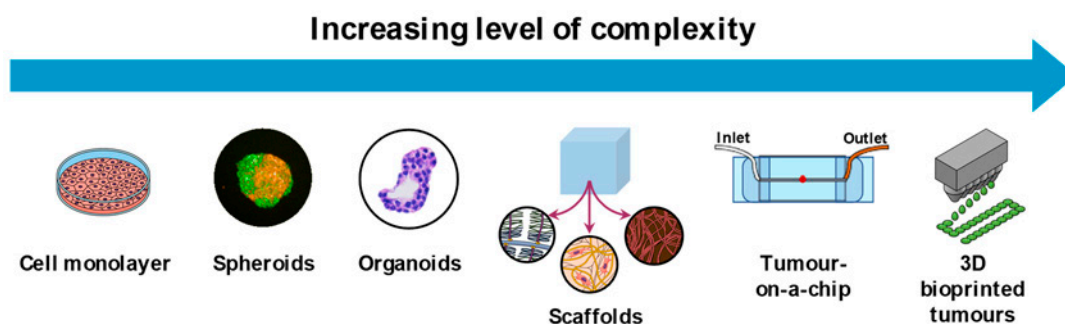 Increasing level of complexity
Inlet
Outlet
Cell monolayer
Spheroids
Organoids
Scaffolds
Tumour-
on-a-chip
3D
bioprinted
tumours